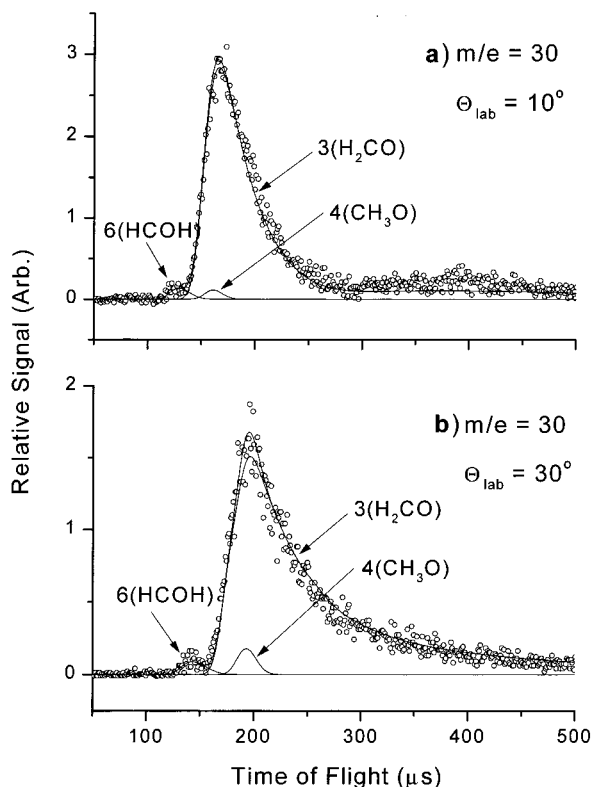 a) m/e = 30
Θlab = 10°
3(H₂CO)
4(CH₃O)
6(HCOH)
3
2
1
0
b) m/e = 30
Θlab = 30°
3(H₂CO)
4(CH₃O)
6(HCOH)
2
1
0
100 200 300 400 500
Relative Signal (Arb.)
Time of Flight (μs)